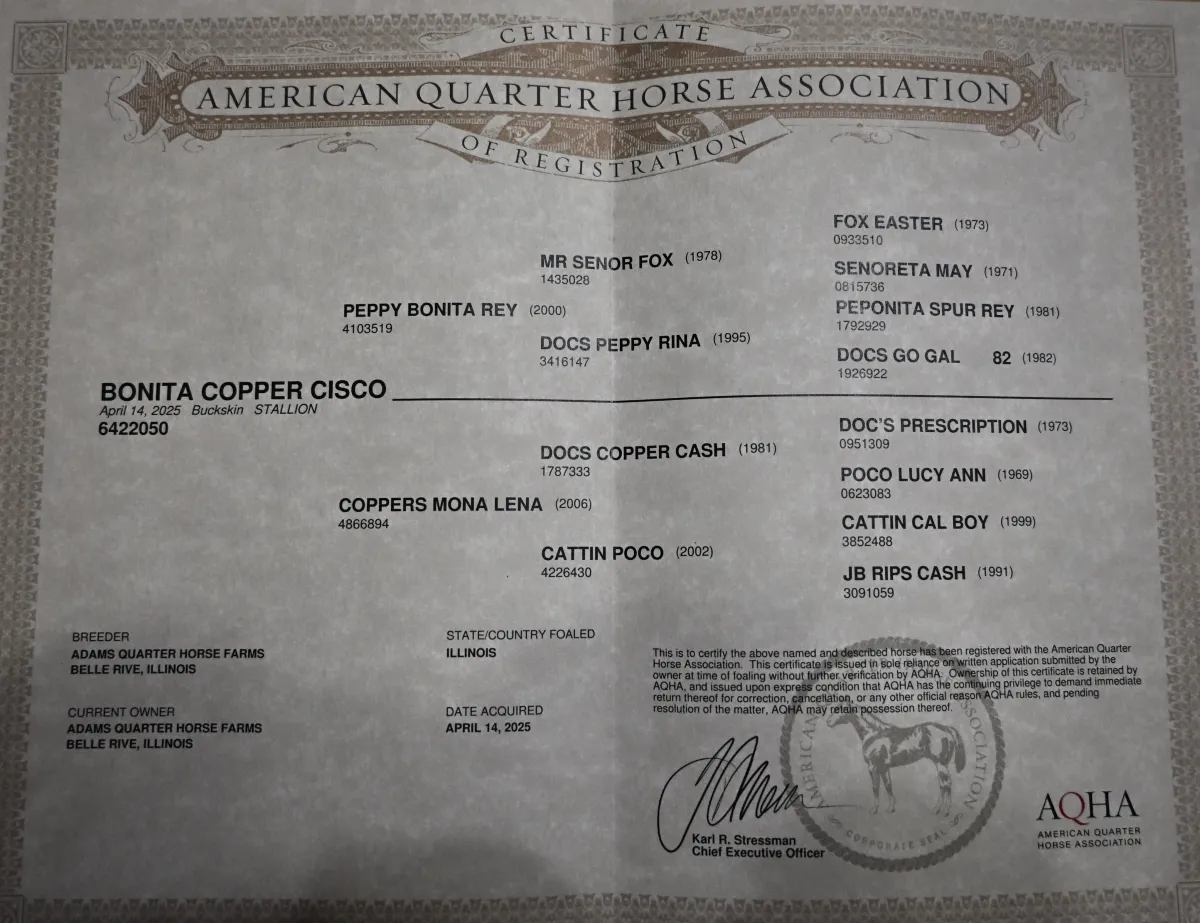 CERTIFICATE
AMERICAN QUARTER HORSE ASSOCIATION
OF REGISTRATION
FOX EASTER (1973)
0933510
MR SENOR FOX (1978)
1435028
SENORETA MAY (1971)
0815736
PEPPY BONITA REY (2000)
4103519
PEPONITA SPUR REY (1981)
1792929
DOCS PEPPY RINA (1995)
3416147
DOCS GO GAL 82 (1982)
1926922
BONITA COPPER CISCO
April 14, 2025 Buckskin STALLION
6422050
DOC'S PRESCRIPTION (1973)
0951309
DOCS COPPER CASH (1981)
1787333
POCO LUCY ANN (1969)
0623083
COPPERS MONA LENA (2006)
4866894
CATTIN CAL BOY (1999)
3852488
CATTIN POCO (2002)
4226430
JB RIPS CASH (1991)
3091059
BREEDER
ADAMS QUARTER HORSE FARMS
BELLE RIVE, ILLINOIS
STATE/COUNTRY FOALED
ILLINOIS
CURRENT OWNER
ADAMS QUARTER HORSE FARMS
BELLE RIVE, ILLINOIS
DATE ACQUIRED
APRIL 14, 2025
This is to certify the above named and described horse has been registered with the American Quarter
Horse Association. This certificate is issued in sole reliance on written application submitted by the
owner at time of foaling without further verification by AQHA. Ownership of this certificate is retained by
AQHA, and issued upon express condition that AQHA has the continuing privilege to demand immediate
return thereof for correction, cancellation, or any other official reason AQHA rules, and pending
resolution of the matter, AQHA may retain possession thereof.
Karl R. Stressman
Chief Executive Officer
AMERICAN
ASSOCIATION
CORPORATE SEAL
AQHA
AMERICAN QUARTER
HORSE ASSOCIATION